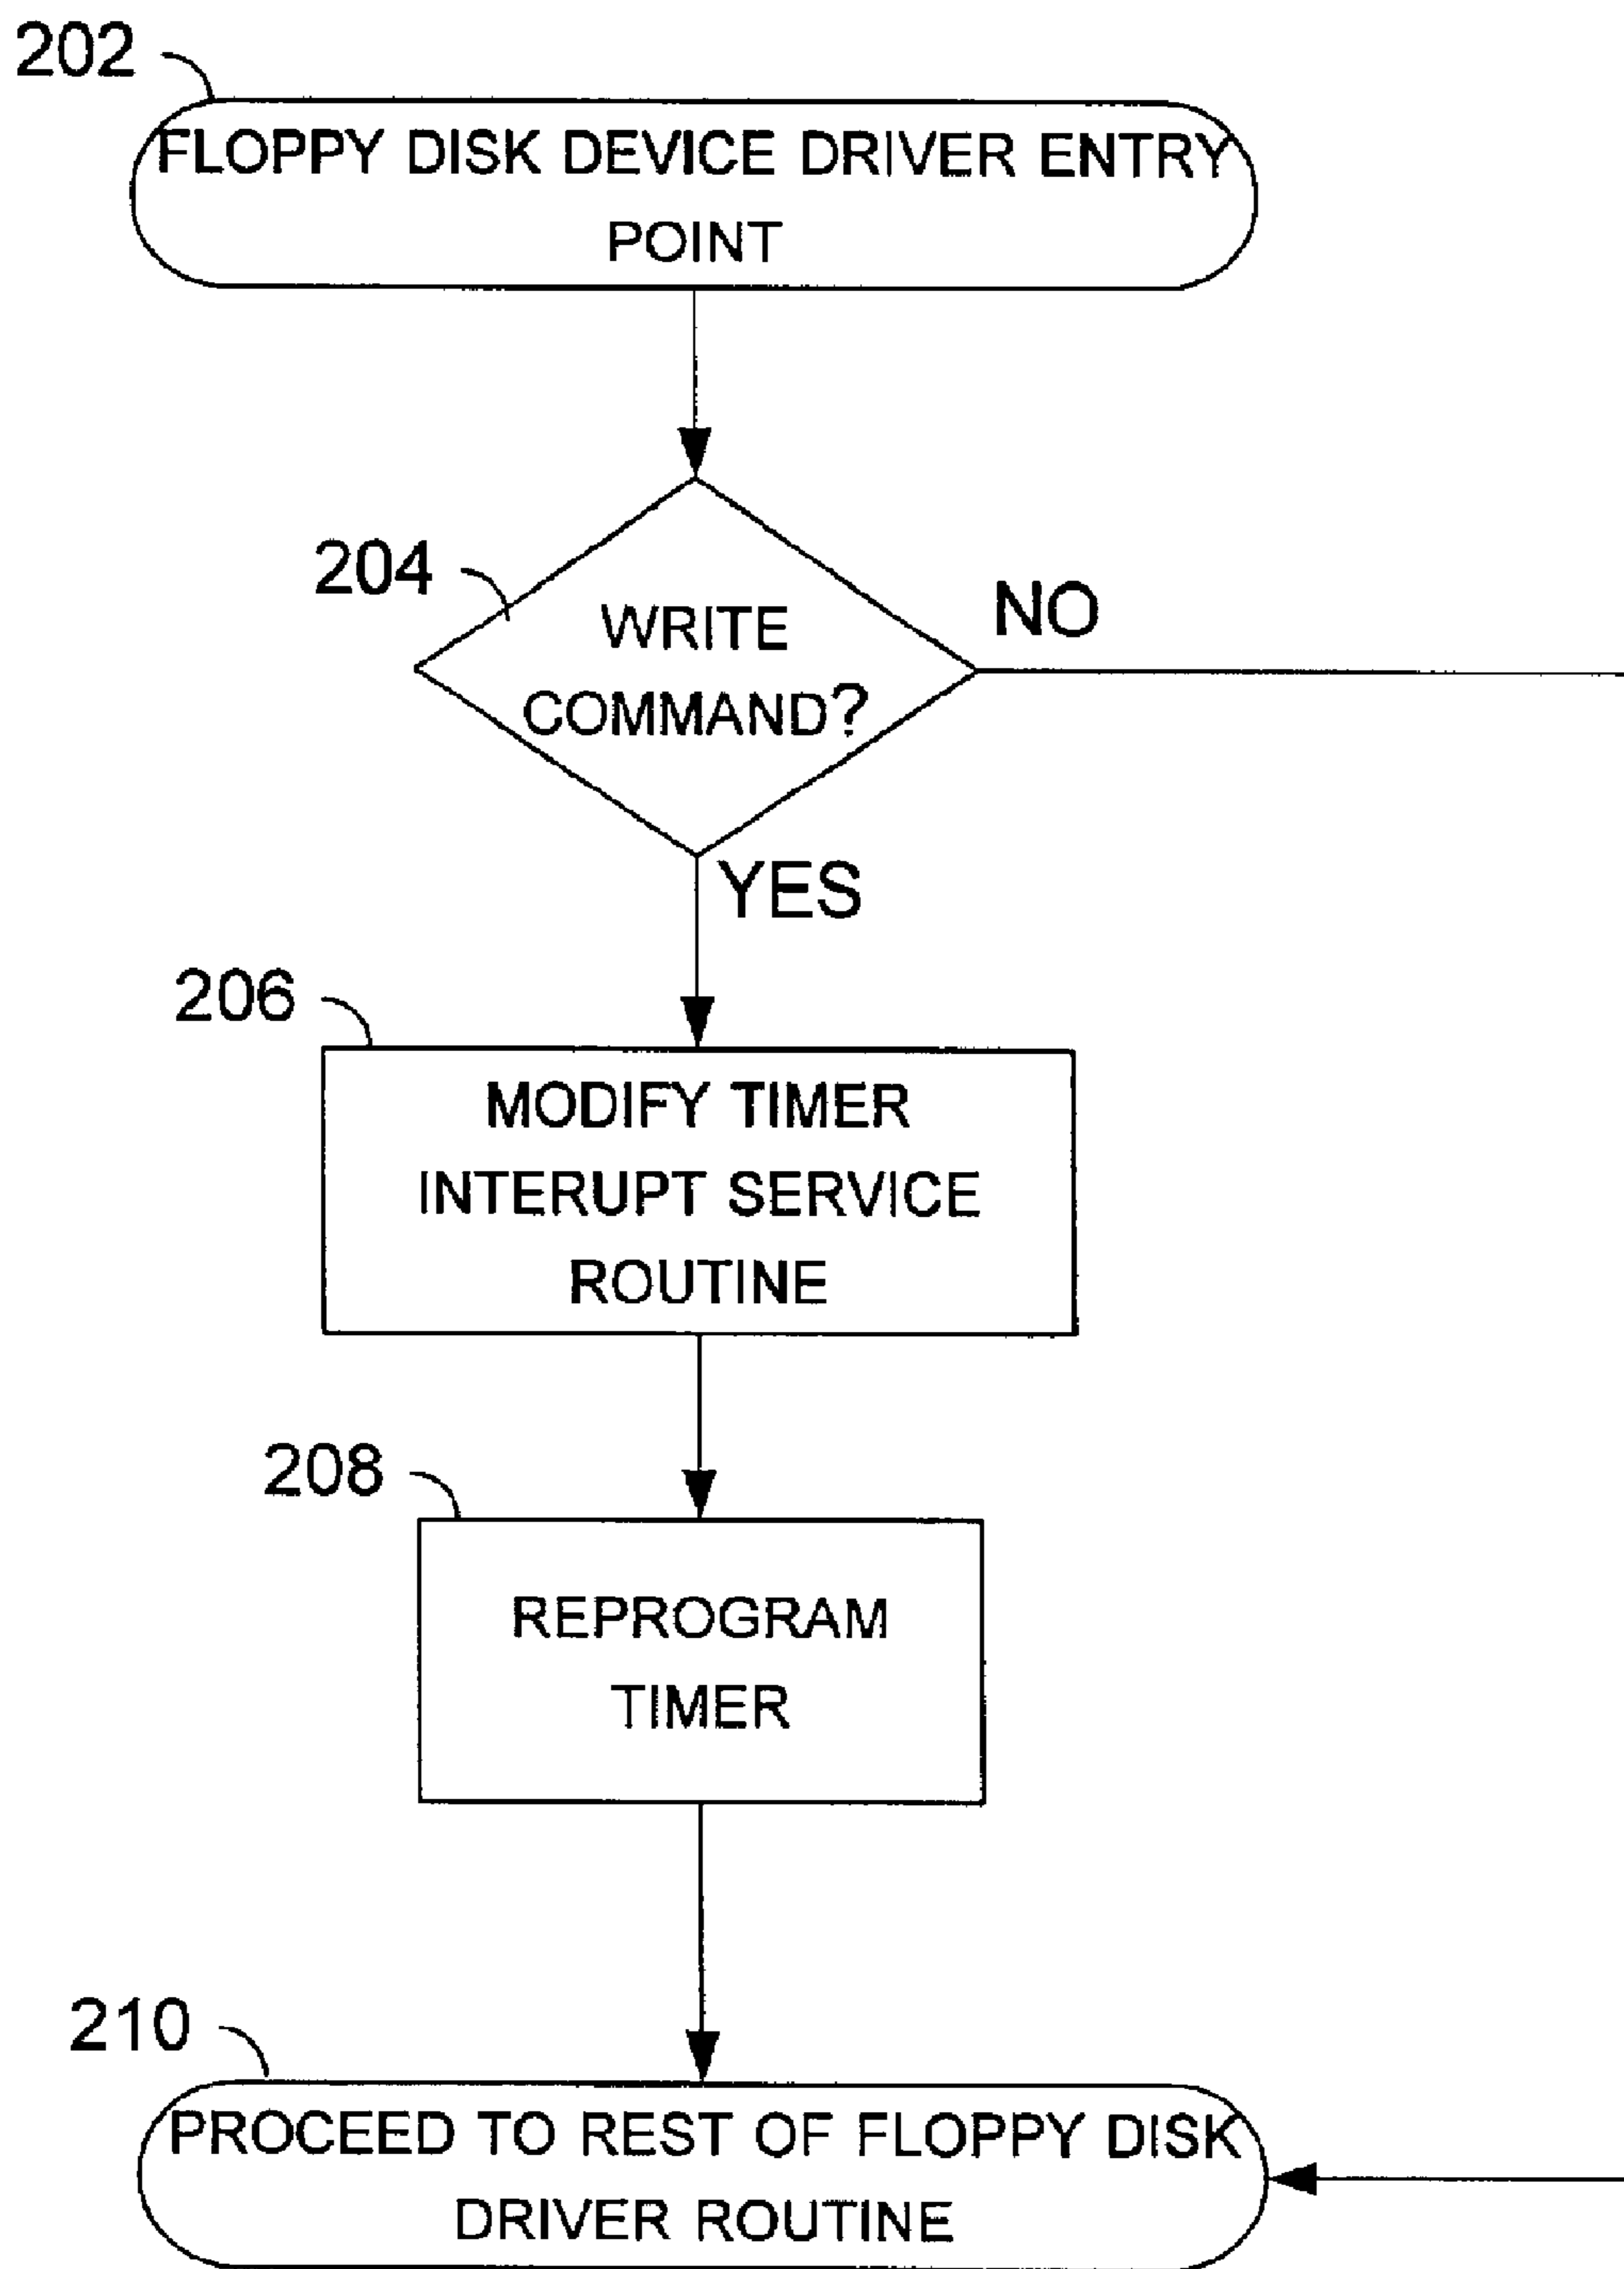 202
FLOPPY DISK DEVICE DRIVER ENTRY
POINT
204
WRITE
COMMAND?
NO
YES
206
MODIFY TIMER
INTERUPT SERVICE
ROUTINE
208
REPROGRAM
TIMER
210
PROCEED TO REST OF FLOPPY DISK
DRIVER ROUTINE